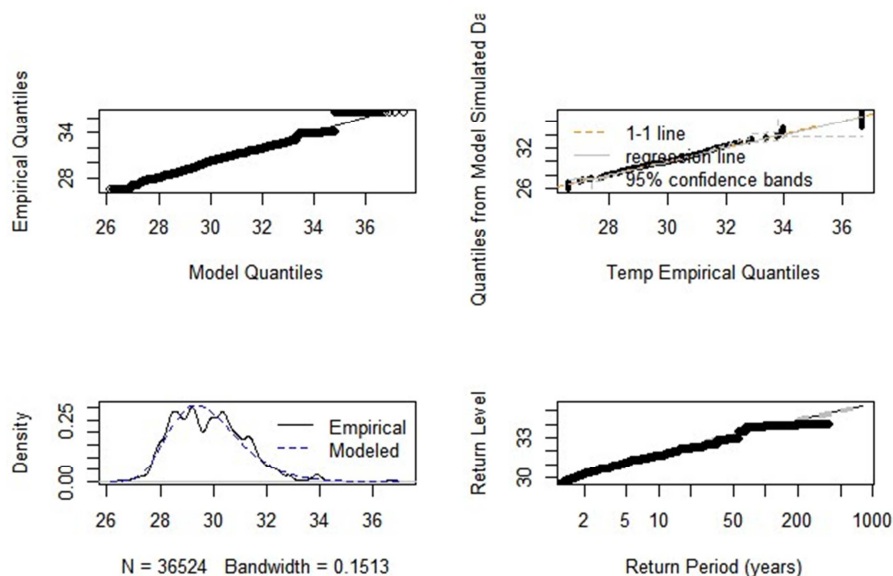 Empirical Quantiles
34
28
26 28 30 32 34 36
Model Quantiles
Quantiles from Model Simulated Da
32
26
1-1 line
regression line
95% confidence bands
28 30 32 34 36
Temp Empirical Quantiles
Density
0.25
0.00
Empirical
Modeled
26 28 30 32 34 36
N = 36524 Bandwidth = 0.1513
Return Level
33
30
2 5 10 50 200 1000
Return Period (years)